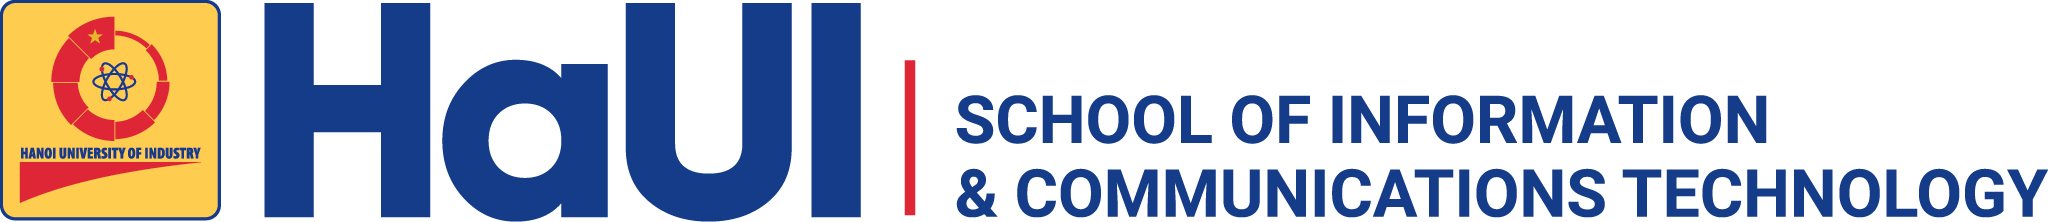 HANOI UNIVERSITY OF INDUSTRY
HaUI
SCHOOL OF INFORMATION
& COMMUNICATIONS TECHNOLOGY